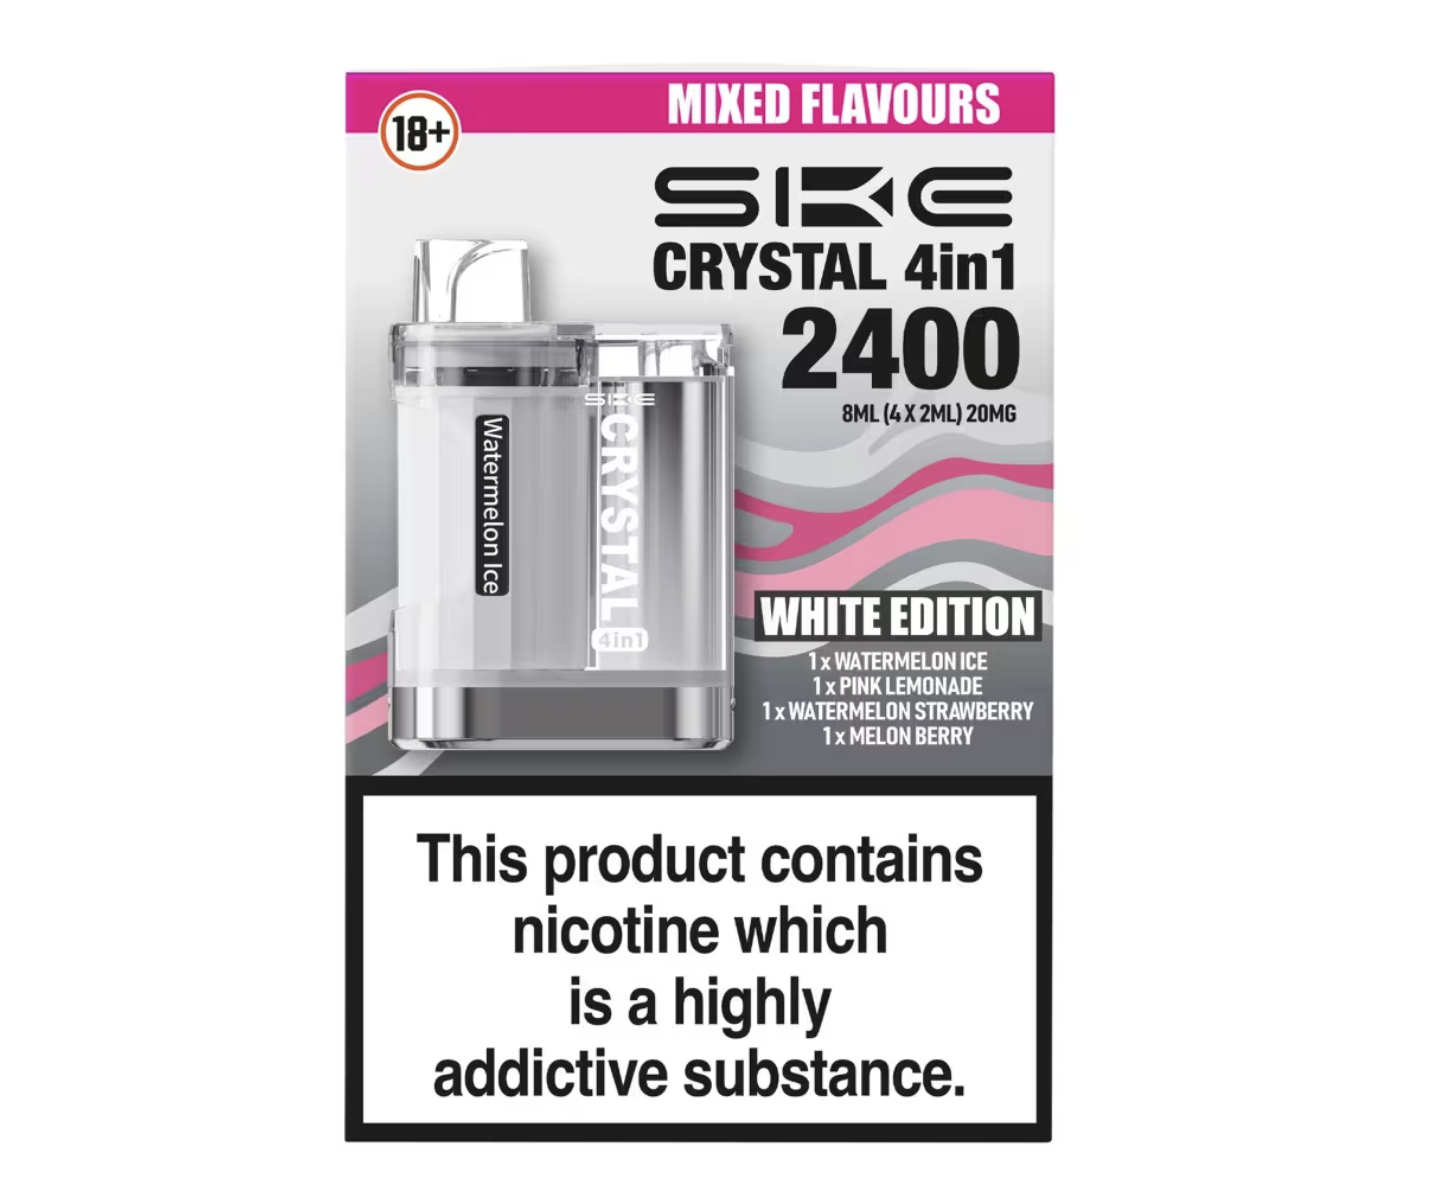 MIXED FLAVOURS
18+
SKE
CRYSTAL 4in1
2400
8ML (4 X 2ML) 20MG
SKE
CRYSTAL
4in1
Watermelon Ice
WHITE EDITION
1 x WATERMELON ICE
1 x PINK LEMONADE
1 x WATERMELON STRAWBERRY
1 x MELON BERRY
This product contains
nicotine which
is a highly
addictive substance.